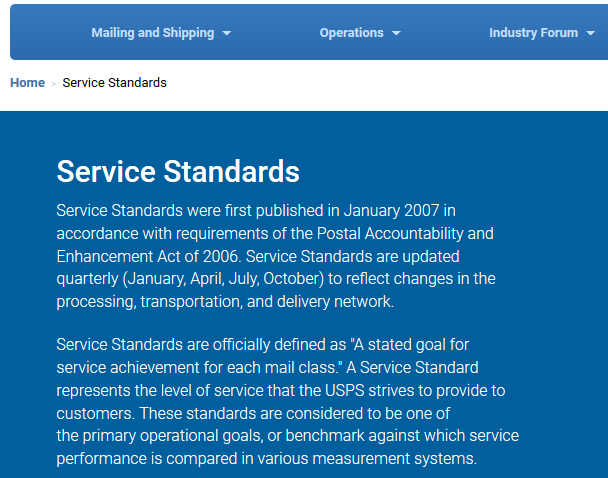 Mailing and Shipping Operations Industry Forum
Home > Service Standards
Service Standards
Service Standards were first published in January 2007 in
accordance with requirements of the Postal Accountability and
Enhancement Act of 2006. Service Standards are updated
quarterly (January, April, July, October) to reflect changes in the
processing, transportation, and delivery network.
Service Standards are officially defined as "A stated goal for
service achievement for each mail class." A Service Standard
represents the level of service that the USPS strives to provide to
customers. These standards are considered to be one of
the primary operational goals, or benchmark against which service
performance is compared in various measurement systems.